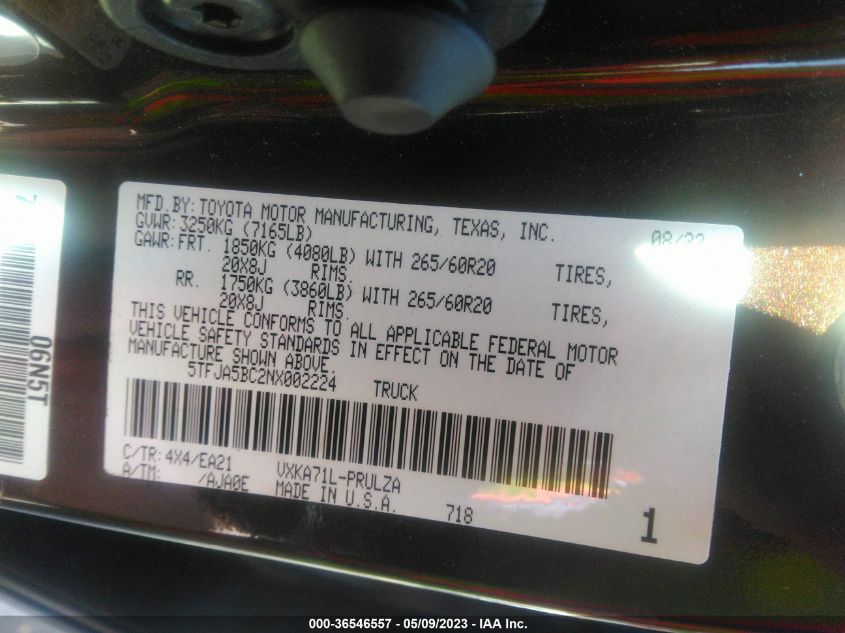 MFD.BY: TOYOTA MOTOR MANUFACTURING, TEXAS, INC. 08/22
GVWR: 3250KG (7165LB)
GAWR: FRT. 1850KG (4080LB) WITH 265/60R20 TIRES,
20X8J RIMS
RR. 1750KG (3860LB) WITH 265/60R20 TIRES,
20X8J RIMS.
THIS VEHICLE CONFORMS TO ALL APPLICABLE FEDERAL MOTOR
VEHICLE SAFETY STANDARDS IN EFFECT ON THE DATE OF
MANUFACTURE SHOWN ABOVE.
5TFJA5BC2NX002224 TRUCK
C/TR: 4X4/EA21 VXKA71L-PRULZA
A/TM: /AJA0E MADE IN U.S.A. 718
1
06N5T
000-36546557 - 05/09/2023 - IAA Inc.